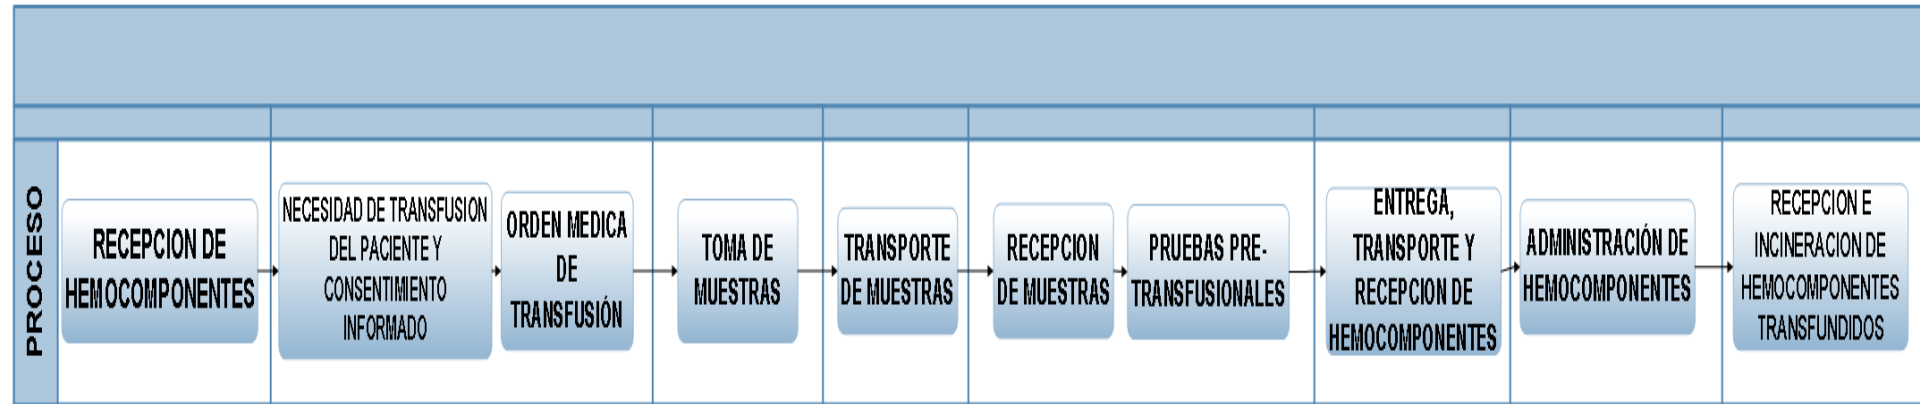 PROCESO
RECEPCION DE
HEMOCOMPONENTES
NECESIDAD DE TRANSFUSION
DEL PACIENTE Y
CONSENTIMIENTO
INFORMADO
ORDEN MEDICA
DE
TRANSFUSIÓN
TOMA DE
MUESTRAS
TRANSPORTE
DE MUESTRAS
RECEPCION
DE MUESTRAS
PRUEBAS PRE-
TRANSFUSIONALES
ENTREGA,
TRANSPORTE Y
RECEPCION DE
HEMOCOMPONENTES
ADMINISTRACIÓN DE
HEMOCOMPONENTES
RECEPCION E
INCINERACION DE
HEMOCOMPONENTES
TRANSFUNDIDOS